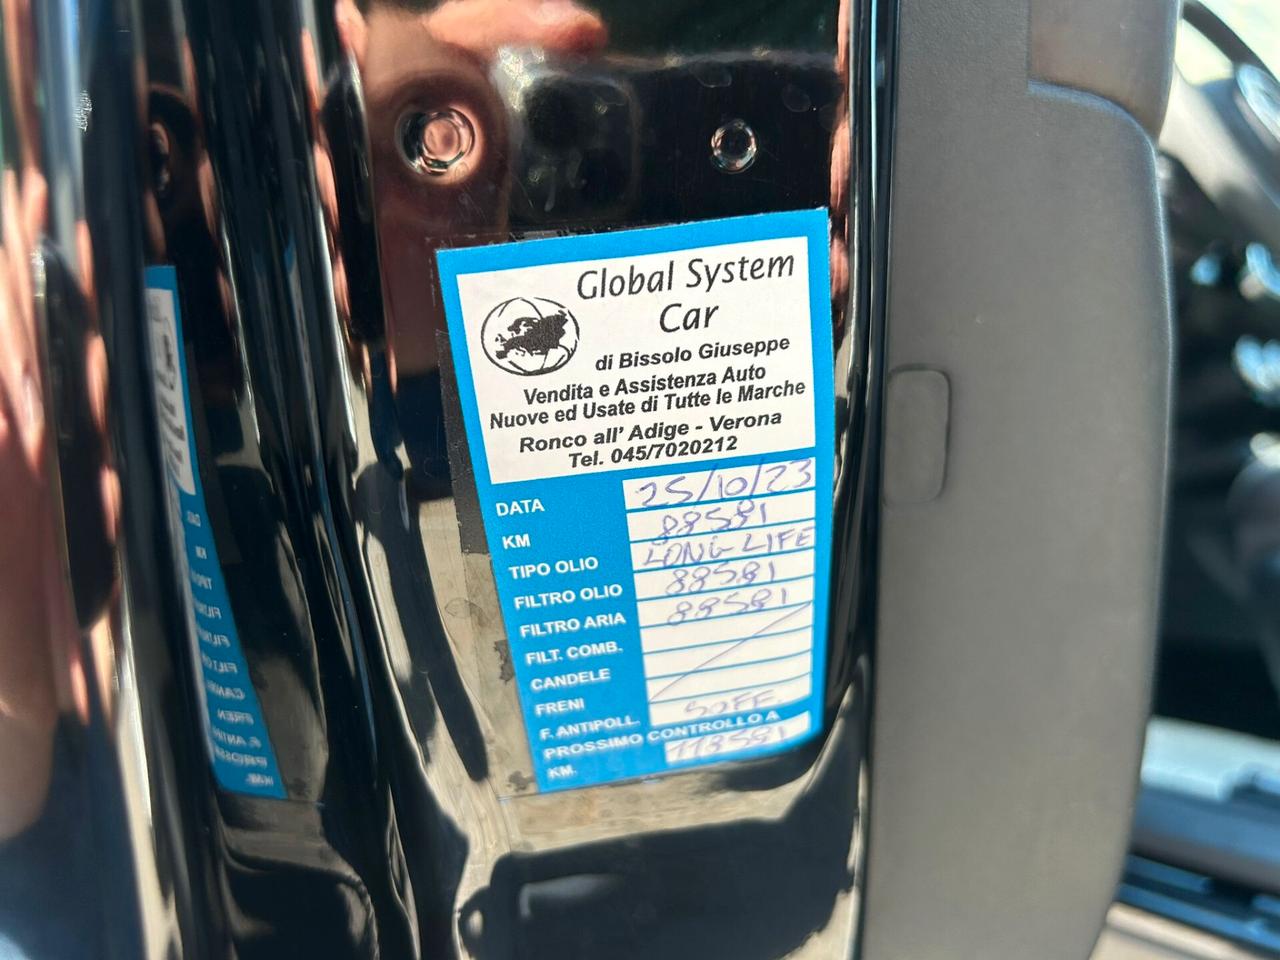 Global System
Car
di Bissolo Giuseppe
Vendita e Assistenza Auto
Nuove ed Usate di Tutte le Marche
Ronco all' Adige - Verona
Tel. 045/7020212
DATA 25/10/23
KM 88581
TIPO OLIO LONG LIFE
FILTRO OLIO 88581
FILTRO ARIA 88581
FILT. COMB.
CANDELE
FRENI
F. ANTIPOLL. SOFF.
PROSSIMO CONTROLLO A
KM. 118581